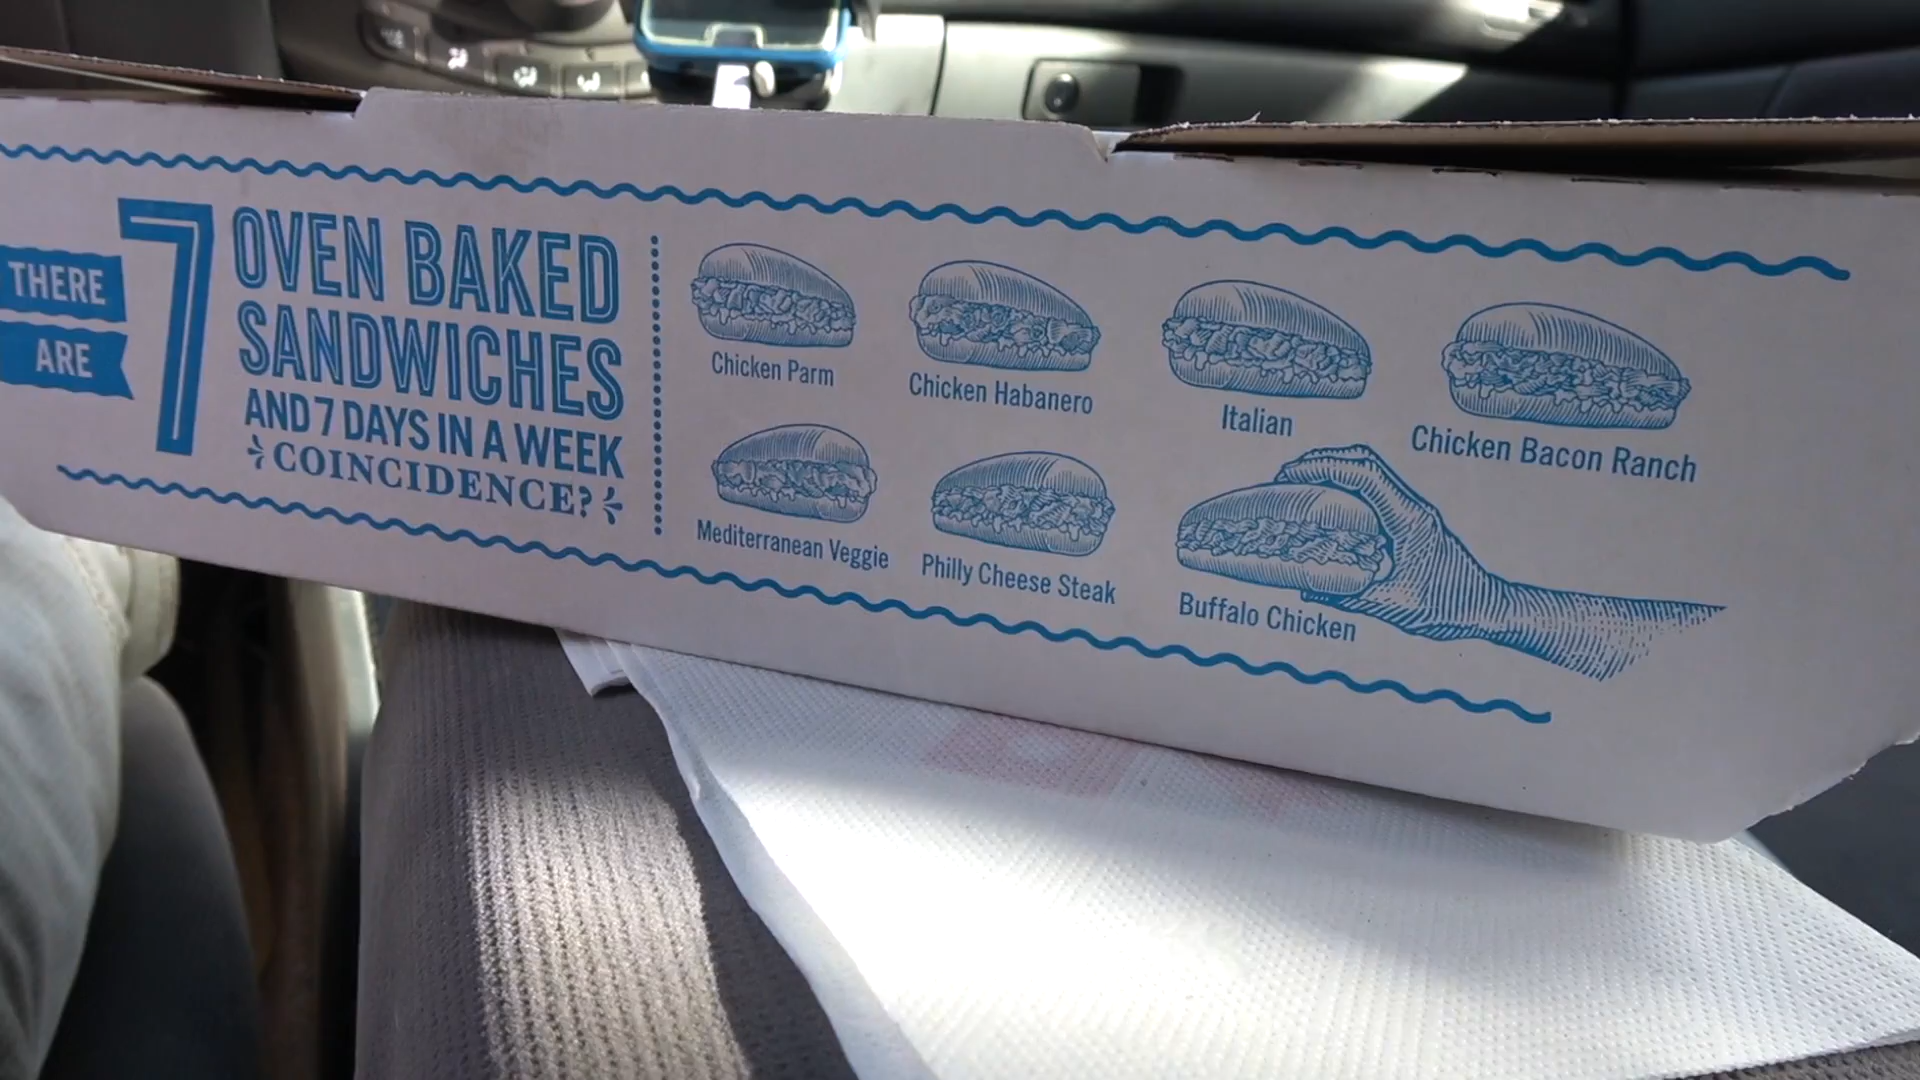 THERE
ARE
7
OVEN BAKED
SANDWICHES
AND 7 DAYS IN A WEEK
COINCIDENCE?
Chicken Parm
Chicken Habanero
Italian
Chicken Bacon Ranch
Mediterranean Veggie
Philly Cheese Steak
Buffalo Chicken